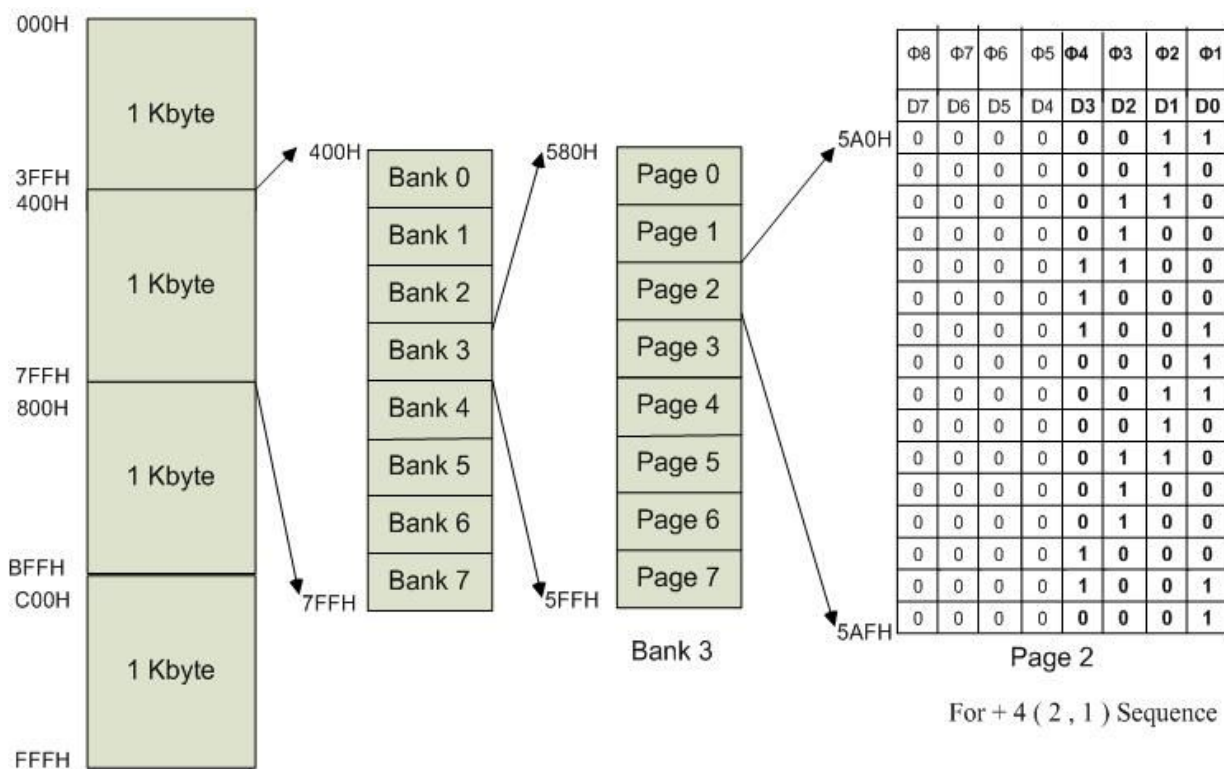 000H
1 Kbyte
3FFH
400H
1 Kbyte
7FFH
800H
1 Kbyte
BFFH
C00H
1 Kbyte
FFFH
400H
Bank 0
Bank 1
Bank 2
Bank 3
Bank 4
Bank 5
Bank 6
Bank 7
7FFH
580H
Page 0
Page 1
Page 2
Page 3
Page 4
Page 5
Page 6
Page 7
5FFH
Bank 3
Φ8 Φ7 Φ6 Φ5 Φ4 Φ3 Φ2 Φ1
D7 D6 D5 D4 D3 D2 D1 D0
5A0H 0 0 0 0 0 0 1 1
0 0 0 0 0 0 1 0
0 0 0 0 0 1 1 0
0 0 0 0 0 1 0 0
0 0 0 0 1 1 0 0
0 0 0 0 1 0 0 0
0 0 0 0 1 0 0 1
0 0 0 0 0 0 0 1
0 0 0 0 0 0 1 1
0 0 0 0 0 0 1 0
0 0 0 0 0 1 1 0
0 0 0 0 0 1 0 0
0 0 0 0 0 1 0 0
0 0 0 0 1 0 0 0
0 0 0 0 1 0 0 1
5AFH 0 0 0 0 0 0 0 1
Page 2
For + 4 ( 2 , 1 ) Sequence